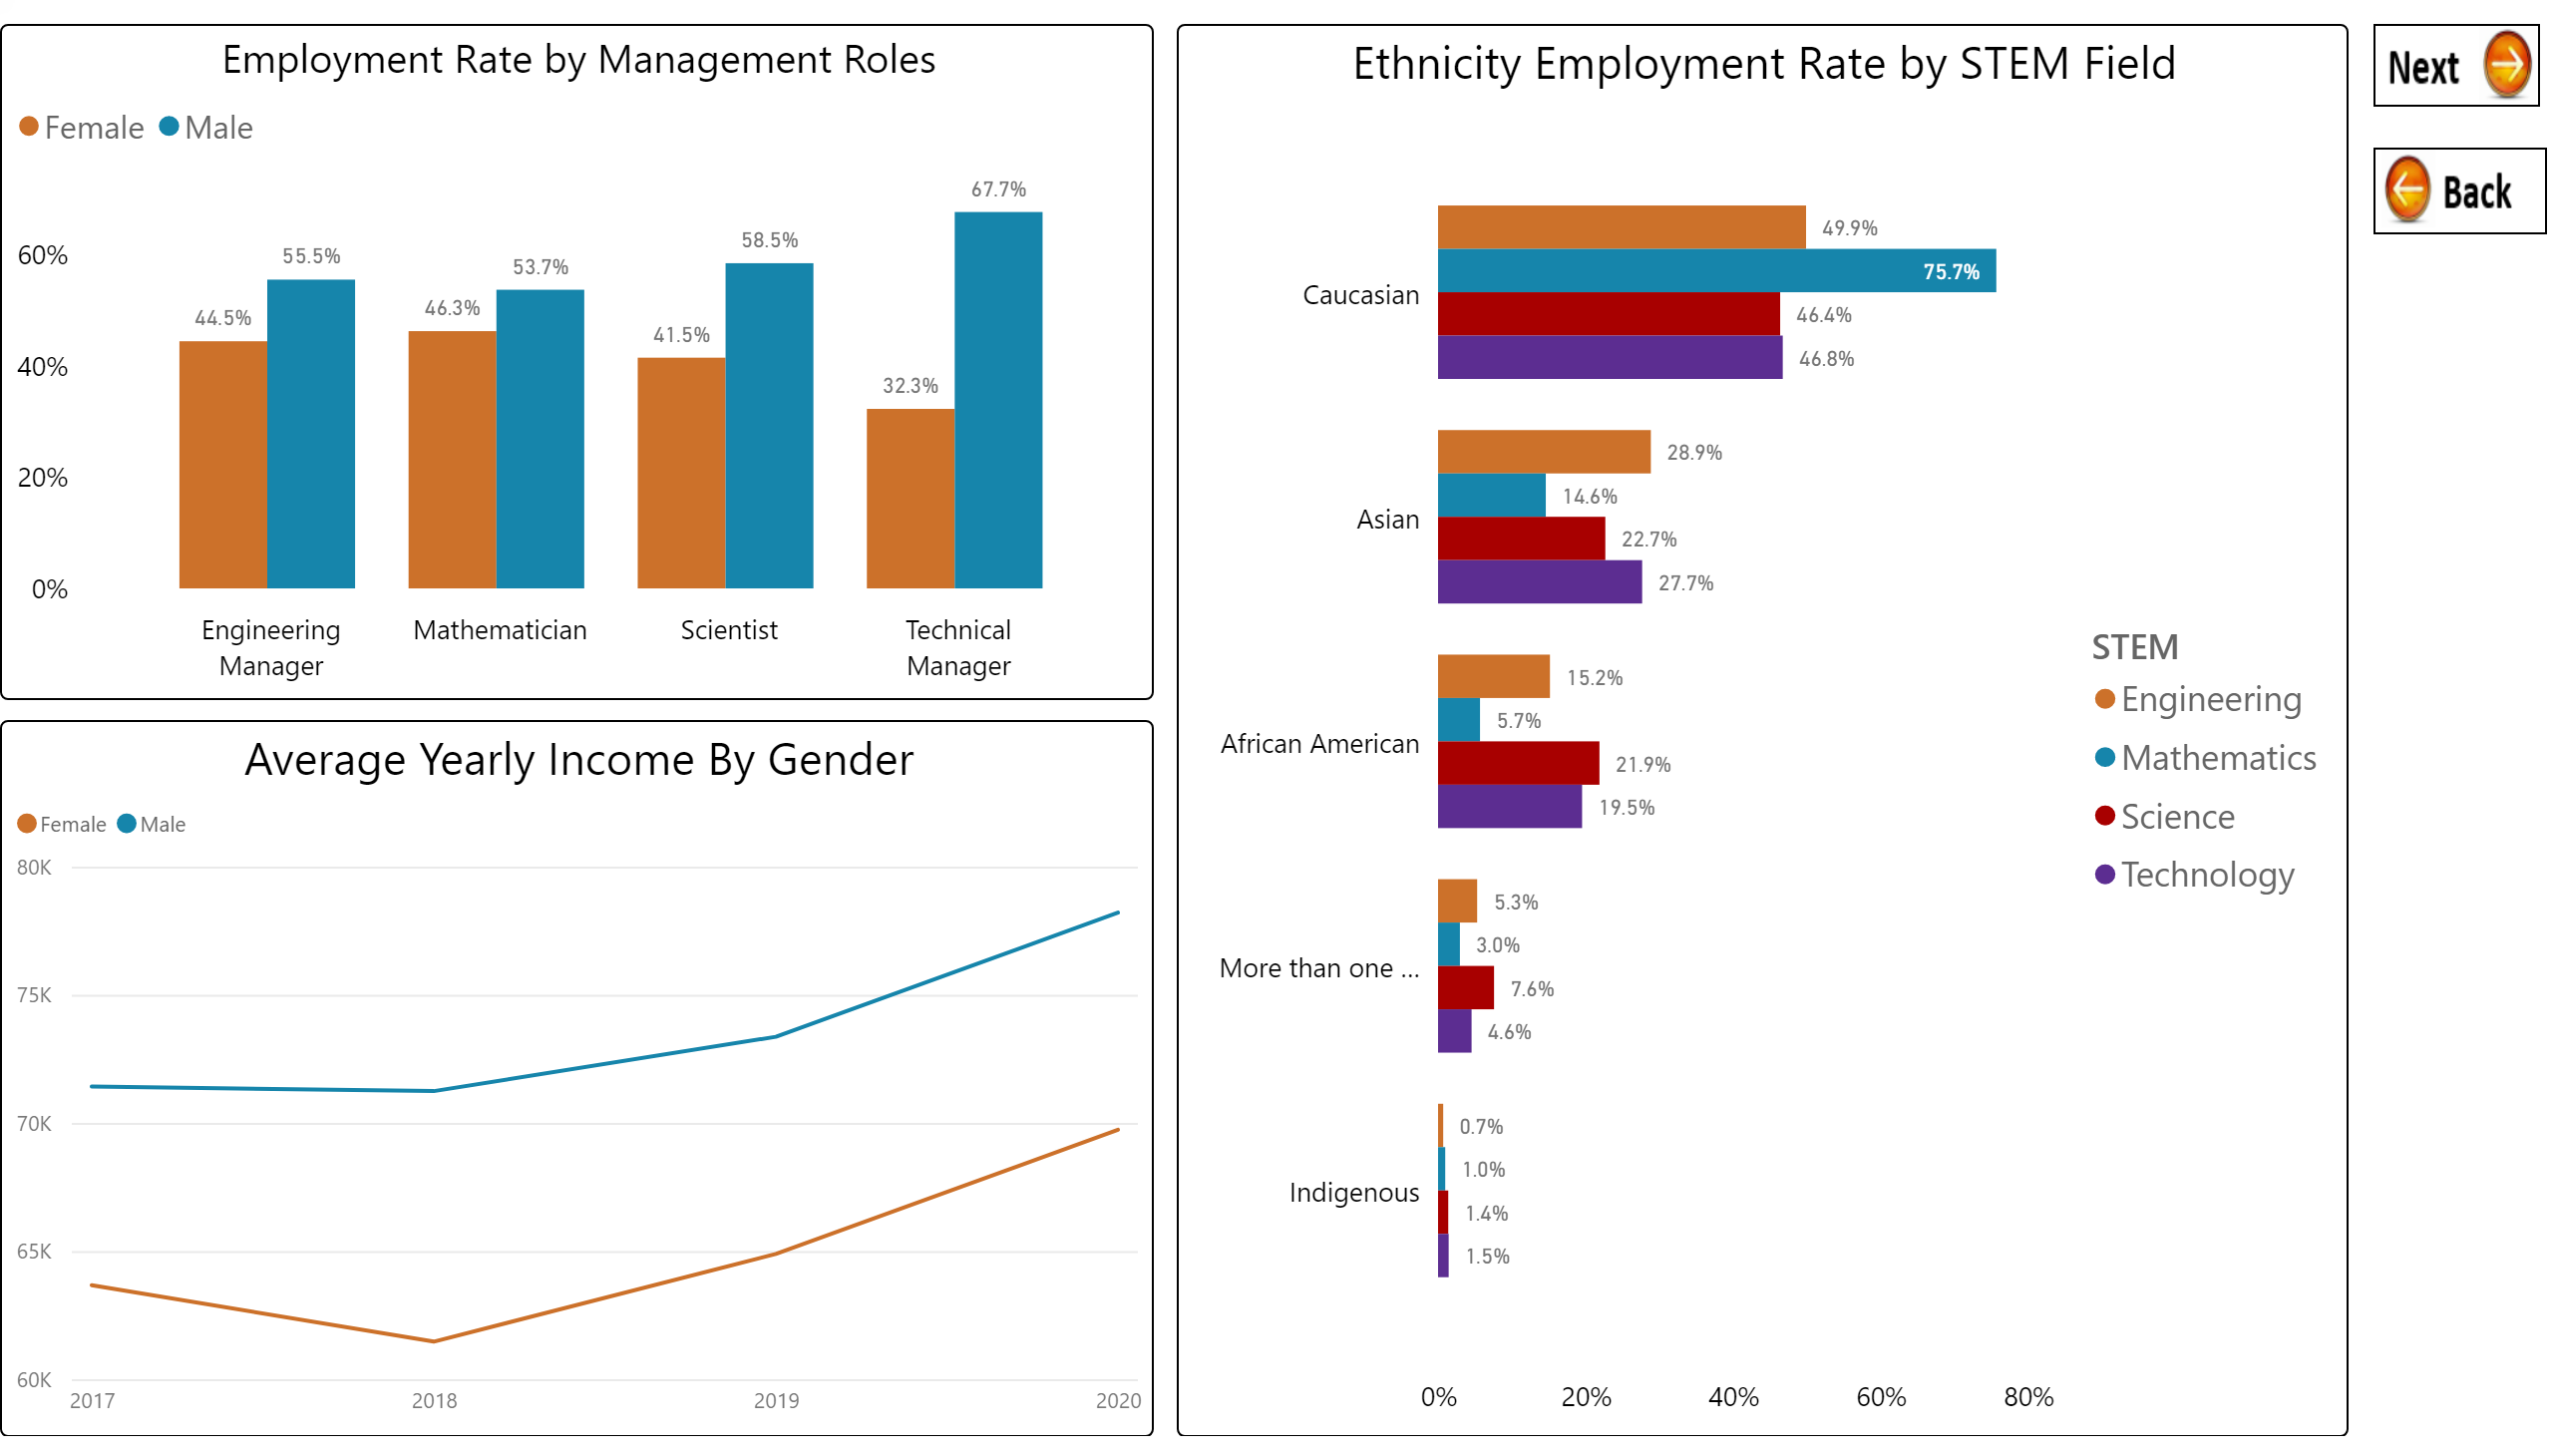 Employment Rate by Management Roles
Female Male
67.7%
58.5%
60%
55.5%
53.7%
46.3%
44.5%
41.5%
40%
32.3%
20%
0%
Engineering Manager
Mathematician
Scientist
Technical Manager
Average Yearly Income By Gender
Female Male
80K
75K
70K
65K
60K
2017 2018 2019 2020
Ethnicity Employment Rate by STEM Field
Caucasian
49.9%
75.7%
46.4%
46.8%
Asian
28.9%
14.6%
22.7%
27.7%
African American
15.2%
5.7%
21.9%
19.5%
More than one ...
5.3%
3.0%
7.6%
4.6%
Indigenous
0.7%
1.0%
1.4%
1.5%
0% 20% 40% 60% 80%
STEM
Engineering
Mathematics
Science
Technology
Next
Back